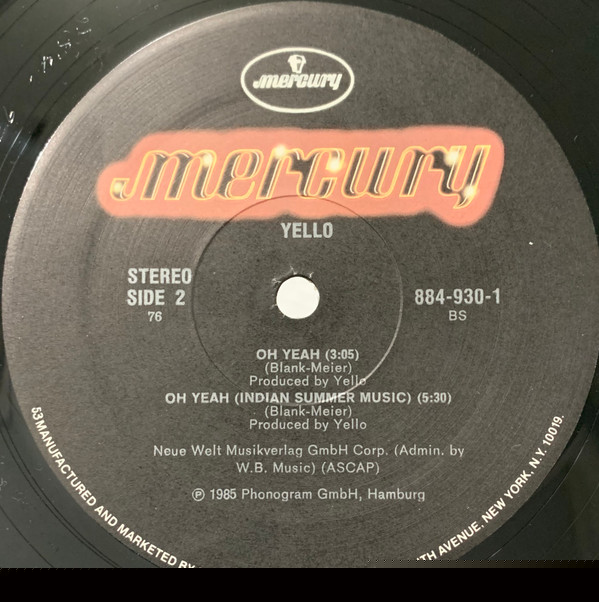 mercury
mercury
YELLO
STEREO
SIDE 2
76
884-930-1
BS
OH YEAH (3:05)
(Blank-Meier)
Produced by Yello
OH YEAH (INDIAN SUMMER MUSIC) (5:30)
(Blank-Meier)
Produced by Yello
Neue Welt Musikverlag GmbH Corp. (Admin. by
W.B. Music) (ASCAP)
℗ 1985 Phonogram GmbH, Hamburg
53 MANUFACTURED AND MARKETED BY
AVENUE, NEW YORK, N.Y. 10019.